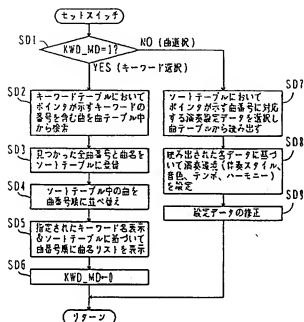 セットスイッチ
SD1
KWD_MD=1?
NO (曲選択)
YES (キーワード選択)
SD2
キーワードテーブルにおいて
ポインタが示すキーワードの
番号を含む曲を曲テーブル中
から検索
SD3
見つかった全曲番号と曲名を
ソートテーブルに登録
SD4
ソートテーブル中の曲を
曲番号順に並べ替え
SD5
指定されたキーワード名表示
&ソートテーブルに基づいて
曲番号順に曲名リストを表示
SD6
KWD_MD←0
SD7
ソートテーブルにおいて
ポインタが示す曲番号に対応
する演奏設定データを選択し
曲テーブルから読み出す
SD8
読み出された各データに基づ
いて演奏様式(伴奏スタイル,
音色, テンポ, ハーモニー)
を設定
SD9
設定データの修正
リターン